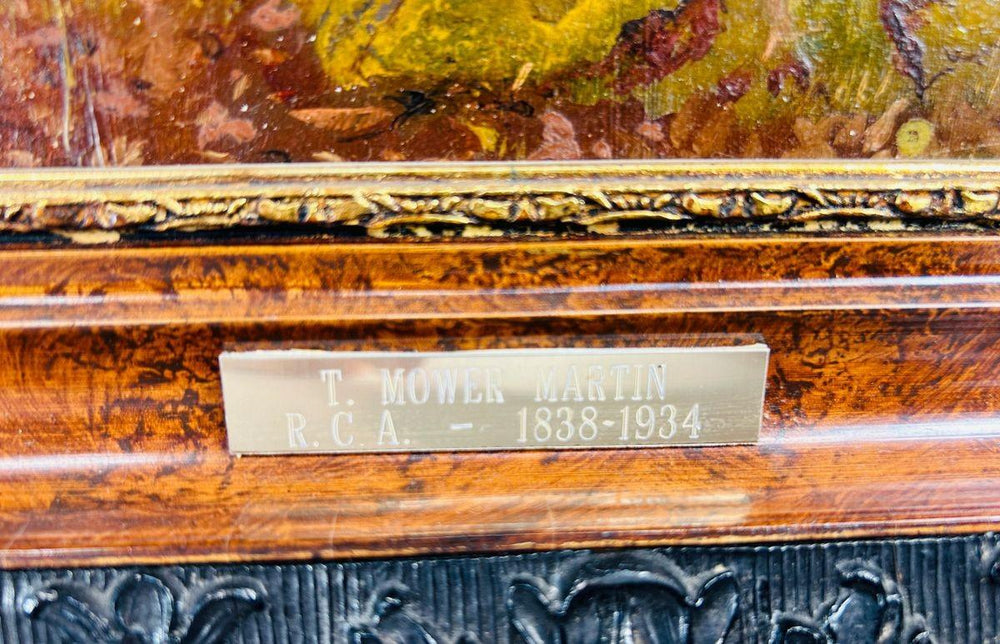 T. MOWER MARTIN
R.C.A. - 1838-1934